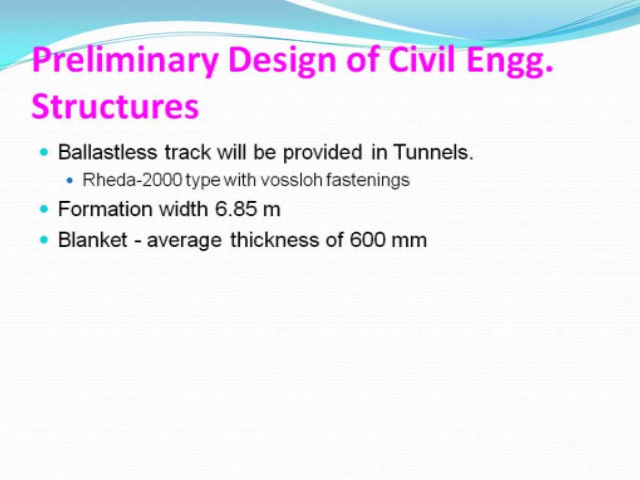 Preliminary Design of Civil Engg.
Structures
Ballastless track will be provided in Tunnels.
Rheda-2000 type with vossloh fastenings
Formation width 6.85 m
Blanket - average thickness of 600 mm